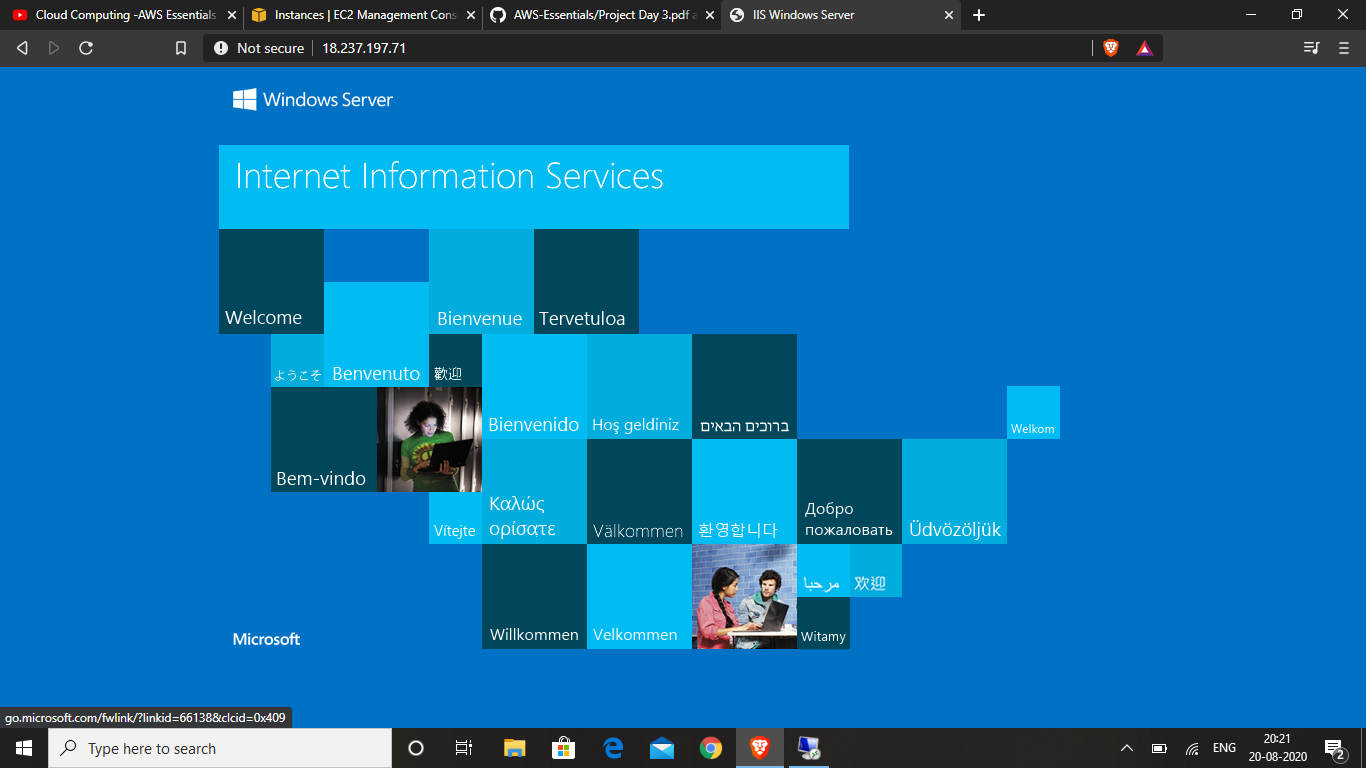 Cloud Computing -AWS Essentials
Instances | EC2 Management Cons
AWS-Essentials/Project Day 3.pdf a
IIS Windows Server
Not secure
18.237.197.71
Windows Server
Internet Information Services
Welcome
Bienvenue
Tervetuloa
ようこそ
Benvenuto
歡迎
Bienvenido
Hoş geldiniz
ברוכים הבאים
Welkom
Bem-vindo
Vítejte
Καλώς
ορίσατε
Välkommen
환영합니다
Добро
пожаловать
Üdvözöljük
مرحبا
欢迎
Willkommen
Velkommen
Witamy
Microsoft
go.microsoft.com/fwlink/?linkid=66138&clcid=0x409
Type here to search
ENG
20:21
20-08-2020
2